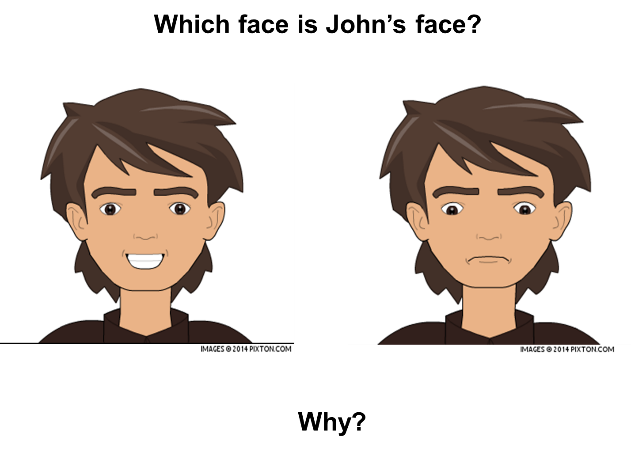 Which face is John’s face?
IMAGES © 2014 PIXTON.COM
IMAGES © 2014 PIXTON.COM
Why?